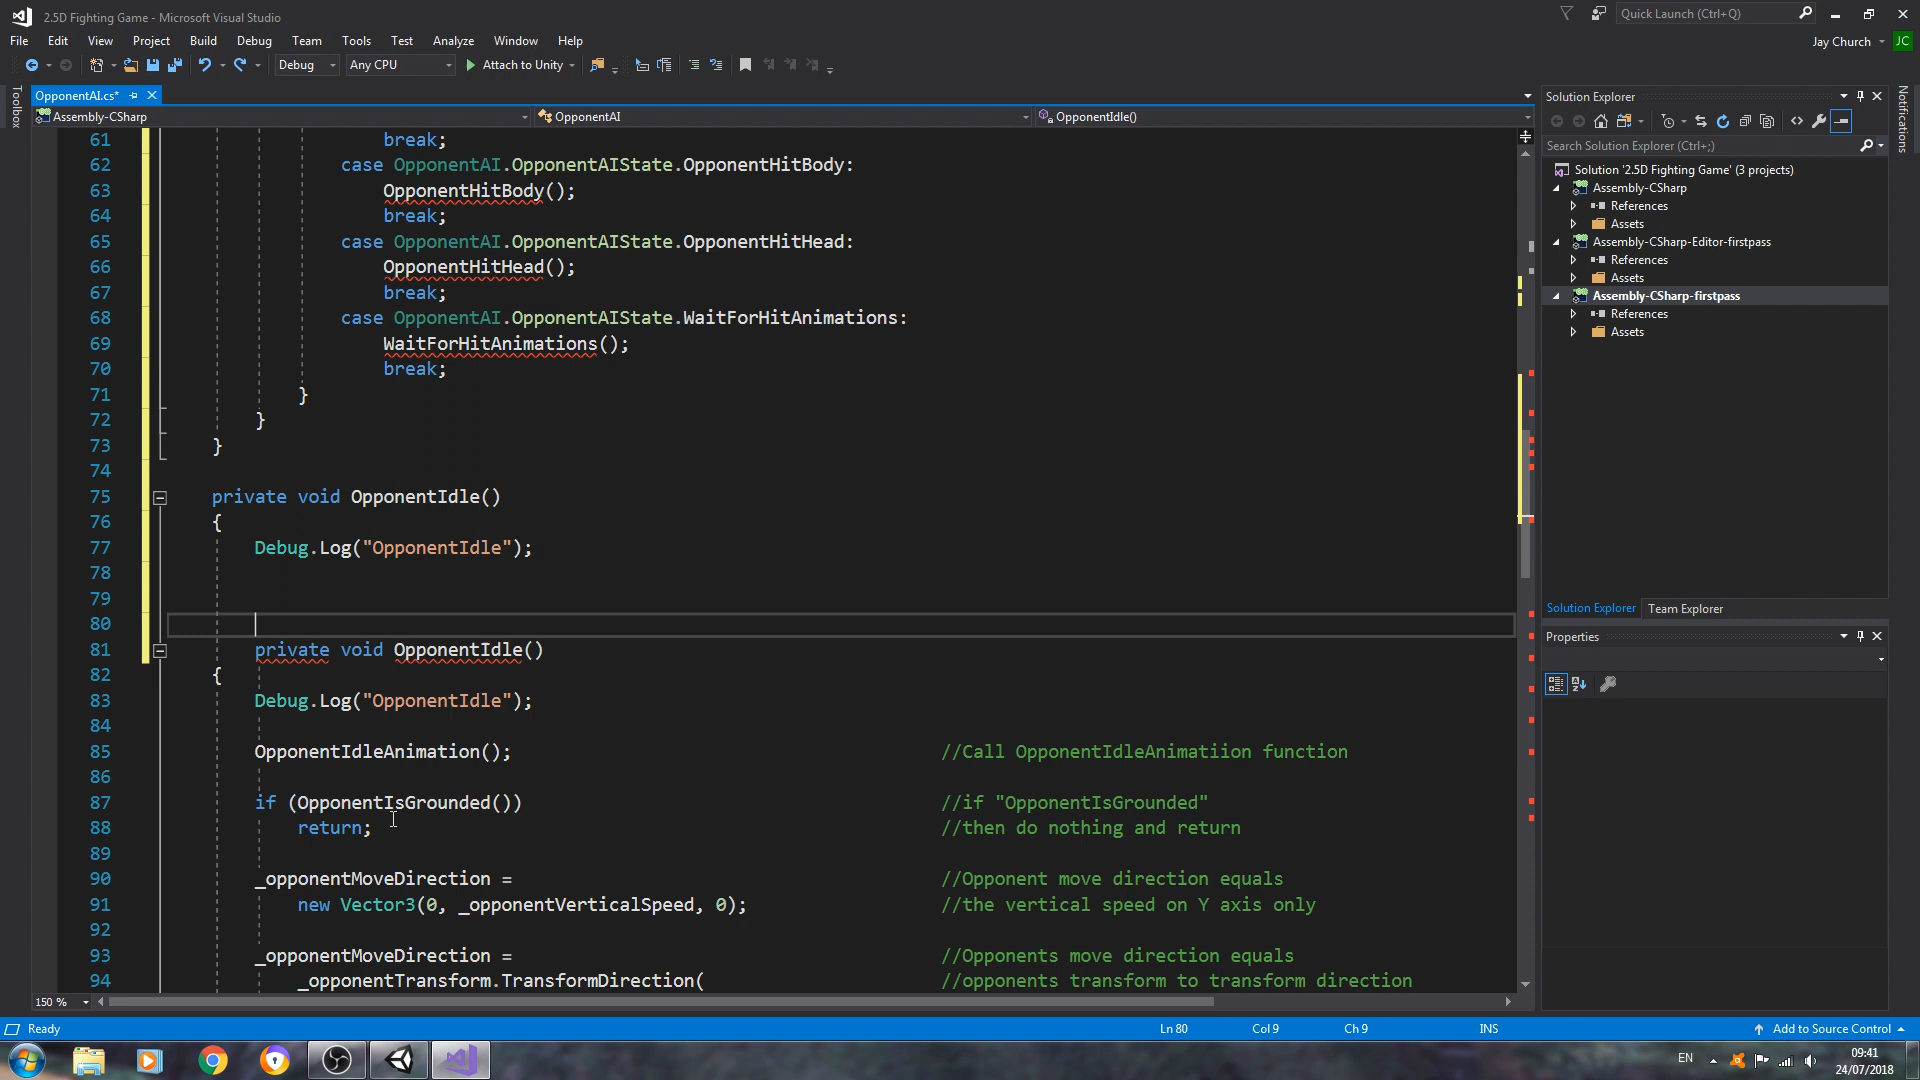 2.5D Fighting Game - Microsoft Visual Studio
Quick Launch (Ctrl+Q)
File Edit View Project Build Debug Team Tools Test Analyze Window Help
Jay Church JC
Debug Any CPU Attach to Unity
Toolbox
OpponentAI.cs*
Assembly-CSharp OpponentAI OpponentIdle()
61 break;
62 case OpponentAI.OpponentAIState.OpponentHitBody:
63 OpponentHitBody();
64 break;
65 case OpponentAI.OpponentAIState.OpponentHitHead:
66 OpponentHitHead();
67 break;
68 case OpponentAI.OpponentAIState.WaitForHitAnimations:
69 WaitForHitAnimations();
70 break;
71 }
72 }
73 }
74
75 private void OpponentIdle()
76 {
77 Debug.Log("OpponentIdle");
78
79
80
81 private void OpponentIdle()
82 {
83 Debug.Log("OpponentIdle");
84
85 OpponentIdleAnimation(); //Call OpponentIdleAnimatiion function
86
87 if (OpponentIsGrounded()) //if "OpponentIsGrounded"
88 return; //then do nothing and return
89
90 _opponentMoveDirection = //Opponent move direction equals
91 new Vector3(0, _opponentVerticalSpeed, 0); //the vertical speed on Y axis only
92
93 _opponentMoveDirection = //Opponents move direction equals
94 _opponentTransform.TransformDirection( //opponents transform to transform direction
150 %
Solution Explorer
Search Solution Explorer (Ctrl+;)
Solution '2.5D Fighting Game' (3 projects)
Assembly-CSharp
References
Assets
Assembly-CSharp-Editor-firstpass
References
Assets
Assembly-CSharp-firstpass
References
Assets
Solution Explorer Team Explorer
Properties
Notifications
Ready Ln 80 Col 9 Ch 9 INS Add to Source Control
EN
09:41
24/07/2018